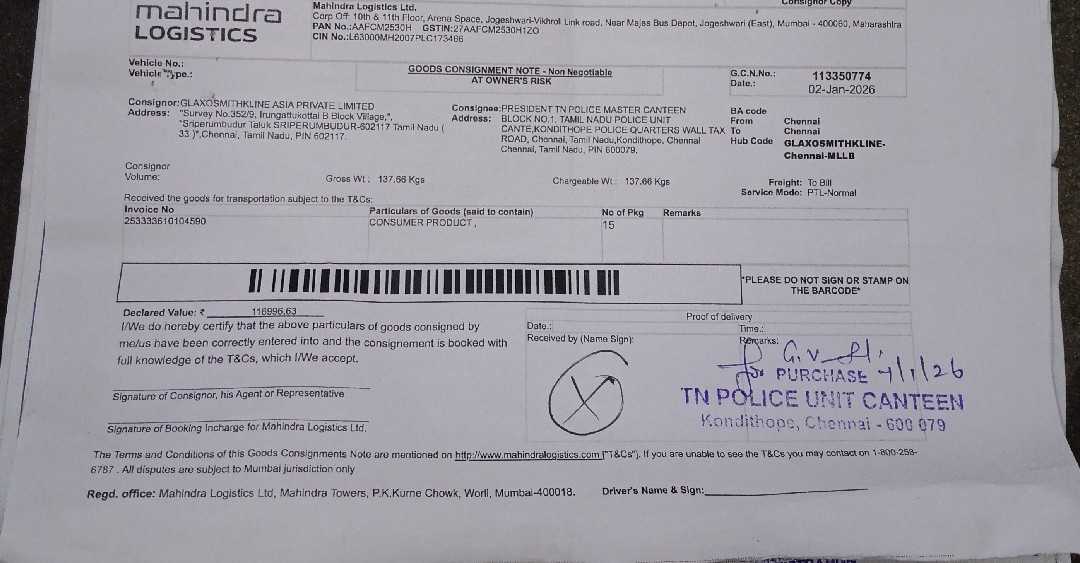 Consignor Copy
mahindra
LOGISTICS
Mahindra Logistics Ltd.
Corp Off: 10th & 11th Floor, Arena Space, Jogeshwari-Vikhrol Link road, Near Majas Bus Depot, Jogeshwari (East), Mumbai - 400060, Maharashtra
PAN No.:AAFCM2530H GSTIN:27AAFCM2530H1ZO
CIN No.:L63000MH2007PLC173466
Vehicle No.:
Vehicle Type.:
GOODS CONSIGNMENT NOTE - Non Negotiable
AT OWNER'S RISK
G.C.N.No.: 113350774
Date.: 02-Jan-2026
Consignor:GLAXOSMITHKLINE ASIA PRIVATE LIMITED
Address: "Survey No.352/9, Irungattukottai B Block Village,",
"Sriperumbudur Taluk SRIPERUMBUDUR-602117 Tamil Nadu (
33 )",Chennai, Tamil Nadu, PIN 602117.
Consignee:PRESIDENT TN POLICE MASTER CANTEEN
Address: BLOCK NO.1, TAMIL NADU POLICE UNIT
CANTE,KONDITHOPE POLICE QUARTERS WALL TAX
ROAD, Chennai, Tamil Nadu,Kondithope, Chennai
Chennai, Tamil Nadu, PIN 600079.
BA code
From Chennai
To Chennai
Hub Code GLAXOSMITHKLINE-
Chennai-MLLB
Consignor
Volume:
Gross Wt: 137.66 Kgs
Chargeable Wt: 137.66 Kgs
Freight: To Bill
Service Mode: PTL-Normal
Received the goods for transportation subject to the T&Cs:
Invoice No Particulars of Goods (said to contain) No of Pkg Remarks
253333610104590 CONSUMER PRODUCT , 15
*PLEASE DO NOT SIGN OR STAMP ON
THE BARCODE*
Declared Value: ₹ 116996.63
I/We do hereby certify that the above particulars of goods consigned by
me/us have been correctly entered into and the consignement is booked with
full knowledge of the T&Cs, which I/We accept.
Signature of Consignor, his Agent or Representative
Signature of Booking Incharge for Mahindra Logistics Ltd.
Proof of delivery
Date.: Time.:
Received by (Name Sign): Remarks:
G.V
for PURCHASE 7/1/26
TN POLICE UNIT CANTEEN
Kondithope, Chennai - 600 079
The Terms and Conditions of this Goods Consignments Note are mentioned on http://www.mahindralogistics.com ("T&Cs"). If you are unable to see the T&Cs you may contact on 1-800-258-
6787 . All disputes are subject to Mumbai jurisdiction only
Regd. office: Mahindra Logistics Ltd, Mahindra Towers, P.K.Kurne Chowk, Worli, Mumbai-400018. Driver's Name & Sign: